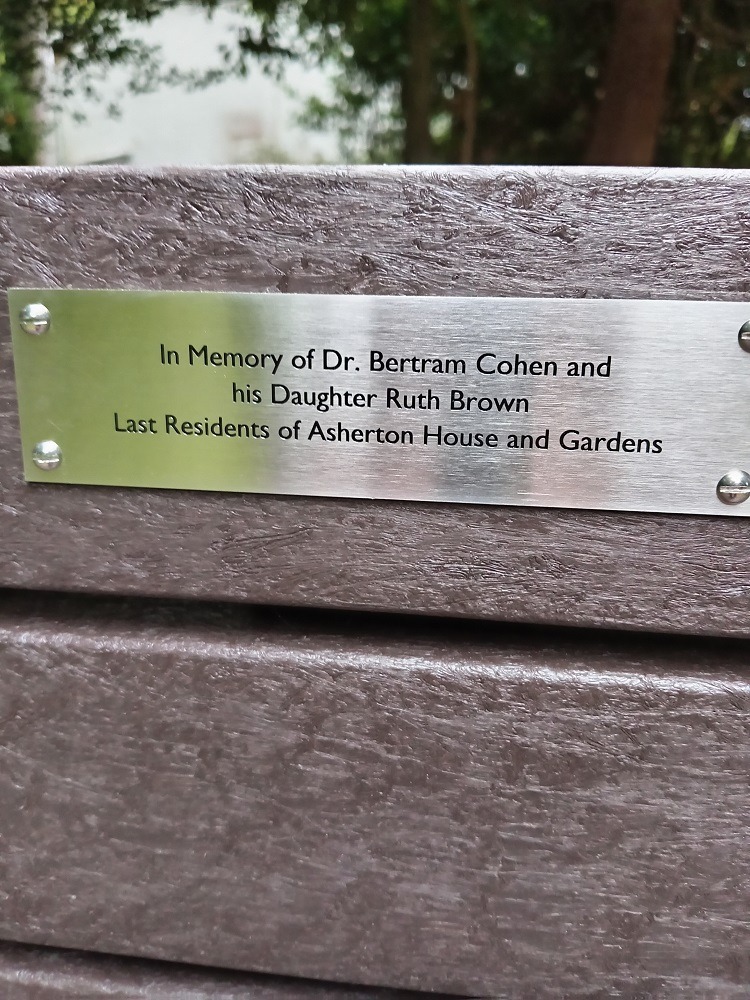 In Memory of Dr. Bertram Cohen and
his Daughter Ruth Brown
Last Residents of Asherton House and Gardens